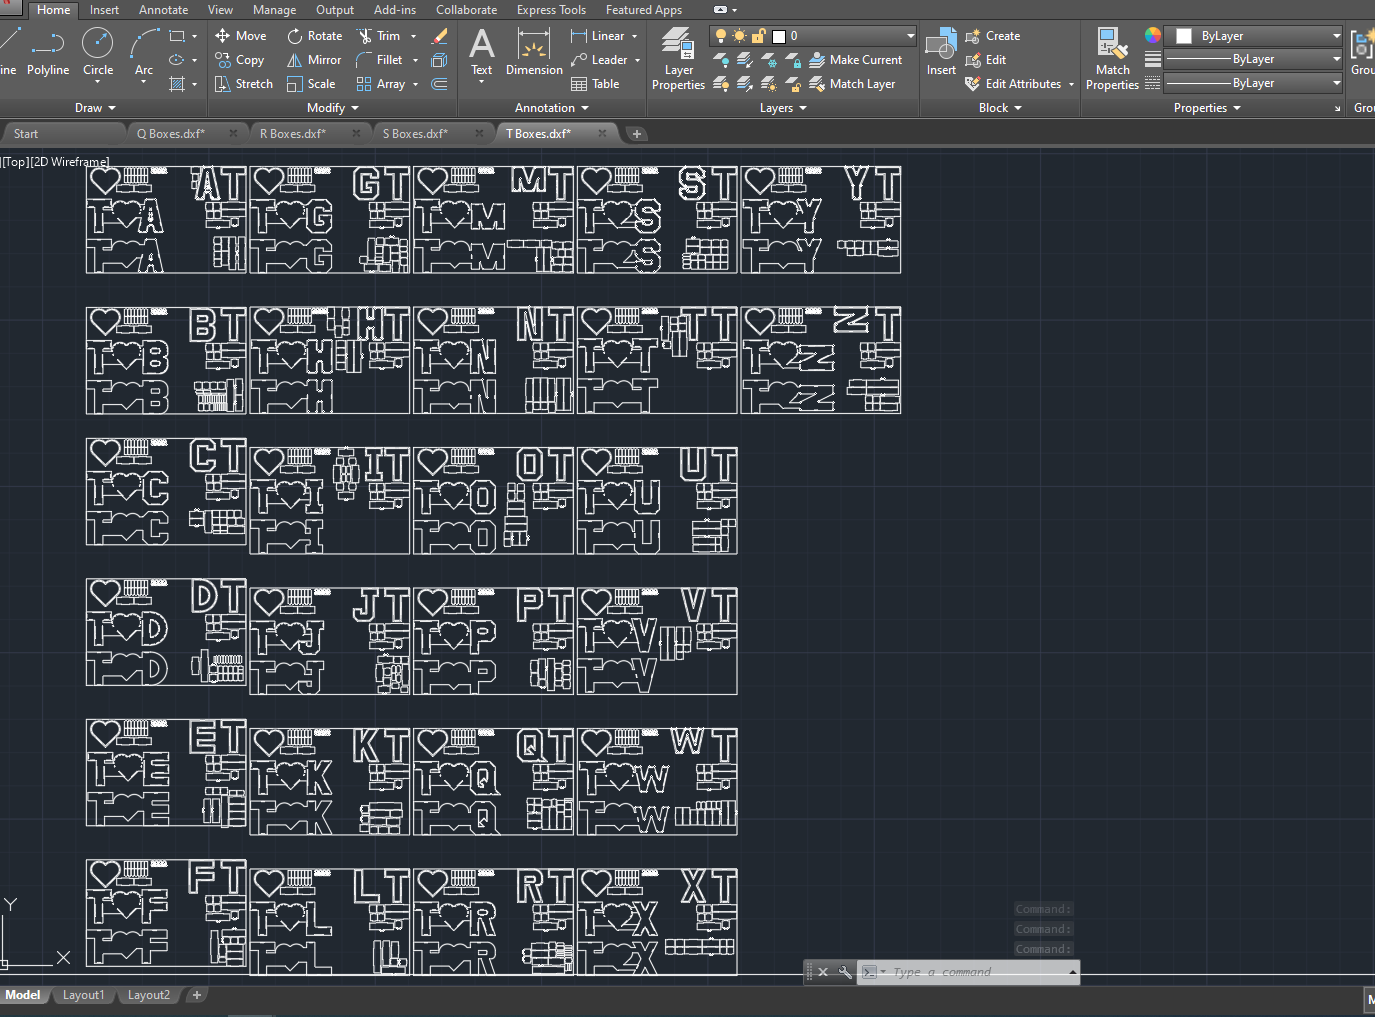 Home Insert Annotate View Manage Output Add-ins Collaborate Express Tools Featured Apps
Move Rotate Trim Linear 0 Create ByLayer
Copy Mirror Fillet Leader Make Current Edit ByLayer
Stretch Scale Array Table Match Layer Edit Attributes ByLayer
Polyline Circle Arc Text Dimension Layer Properties Insert Match Properties
Draw Modify Annotation Layers Block Properties
Start Q Boxes.dxf* R Boxes.dxf* S Boxes.dxf* T Boxes.dxf*
[Top][2D Wireframe]
AT GT MT ST YT
T A T G T M T S T Y
T A T G T M T S T Y
BT HT NT TT ZT
T B T H T N T T T Z
T B T H T N T T T Z
CT IT OT UT
T C T I T O T U
T C T I T O T U
DT JT PT VT
T D T J T P T V
T D T J T P T V
ET KT QT WT
T E T K T Q T W
T E T K T Q T W
FT LT RT XT
T F T L T R T X
T F T L T R T X
Y
X
Command:
Command:
Command:
Type a command
Model Layout1 Layout2